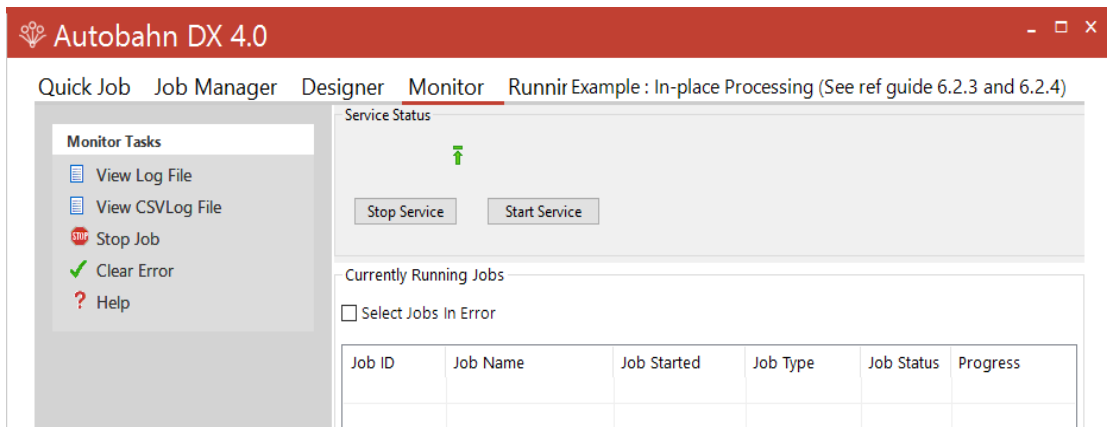 Autobahn DX 4.0
Quick Job Job Manager Designer Monitor Runnir Example : In-place Processing (See ref guide 6.2.3 and 6.2.4)
Monitor Tasks
View Log File
View CSVLog File
STOP Stop Job
Clear Error
? Help
Service Status
Stop Service Start Service
Currently Running Jobs
Select Jobs In Error
Job ID Job Name Job Started Job Type Job Status Progress